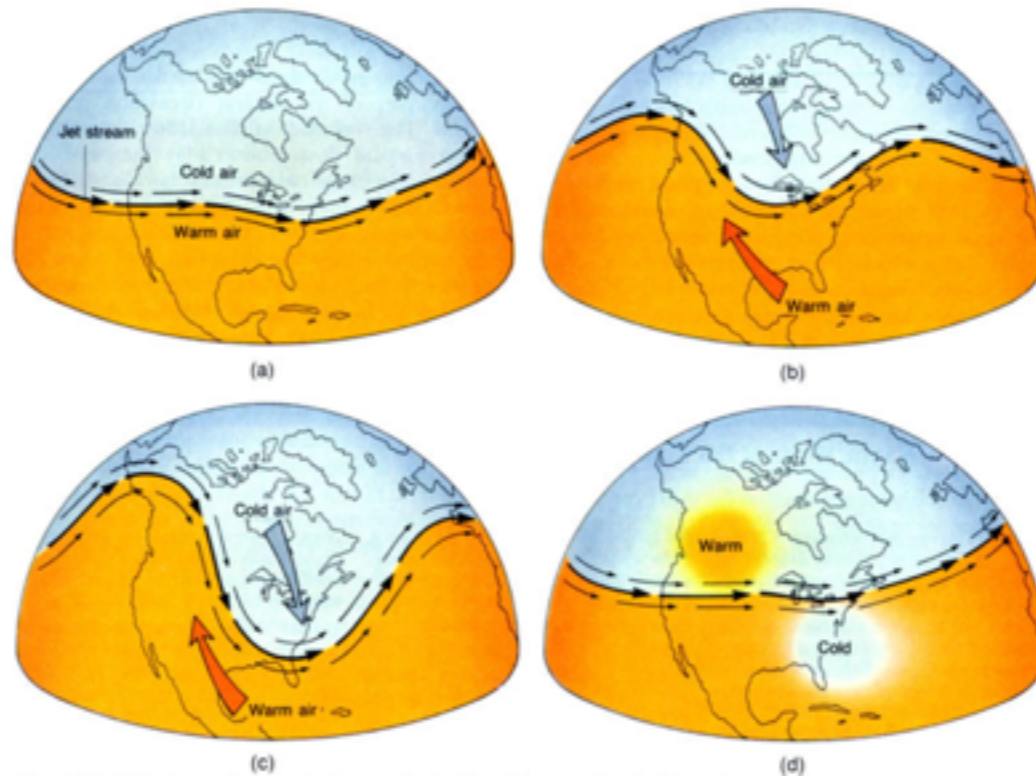 Jet stream
Cold air
Warm air
(a)
Cold air
Warm air
(b)
Cold air
Warm air
(c)
Warm
Cold
(d)